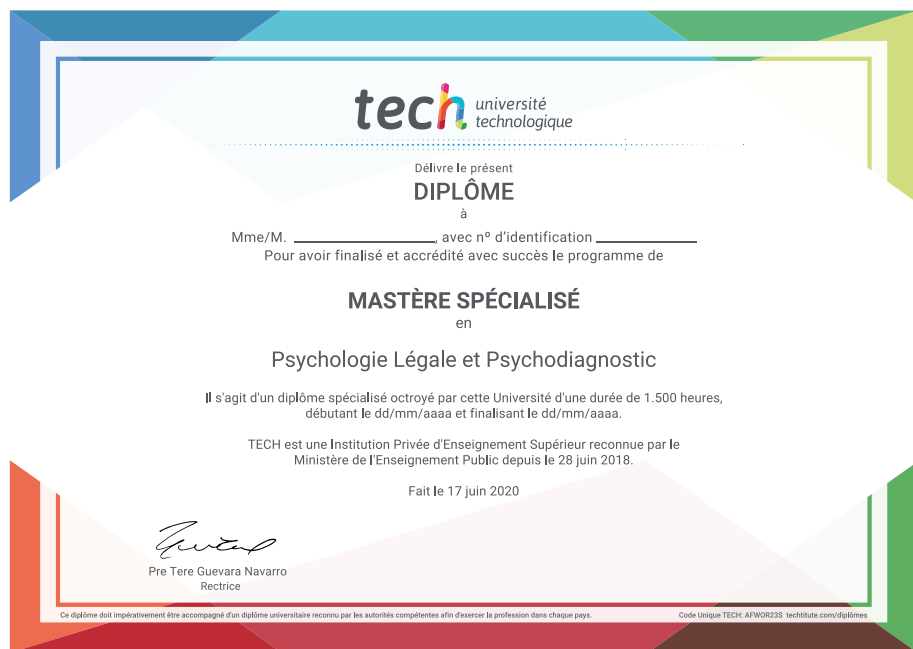 tech université
technologique
Délivre le présent
DIPLÔME
à
Mme/M. ____________, avec nº d'identification ____________
Pour avoir finalisé et accrédité avec succès le programme de
MASTÈRE SPÉCIALISÉ
en
Psychologie Légale et Psychodiagnostic
Il s'agit d'un diplôme spécialisé octroyé par cette Université d'une durée de 1.500 heures,
débutant le dd/mm/aaaa et finalisant le dd/mm/aaaa.
TECH est une Institution Privée d'Enseignement Supérieur reconnue par le
Ministère de l'Enseignement Public depuis le 28 juin 2018.
Fait le 17 juin 2020
Pre Tere Guevara Navarro
Rectrice
Ce diplôme doit impérativement être accompagné d'un diplôme universitaire reconnu par les autorités compétentes afin d'exercer la profession dans chaque pays.
Code Unique TECH: AFWOR23S techtitute.com/diplômes